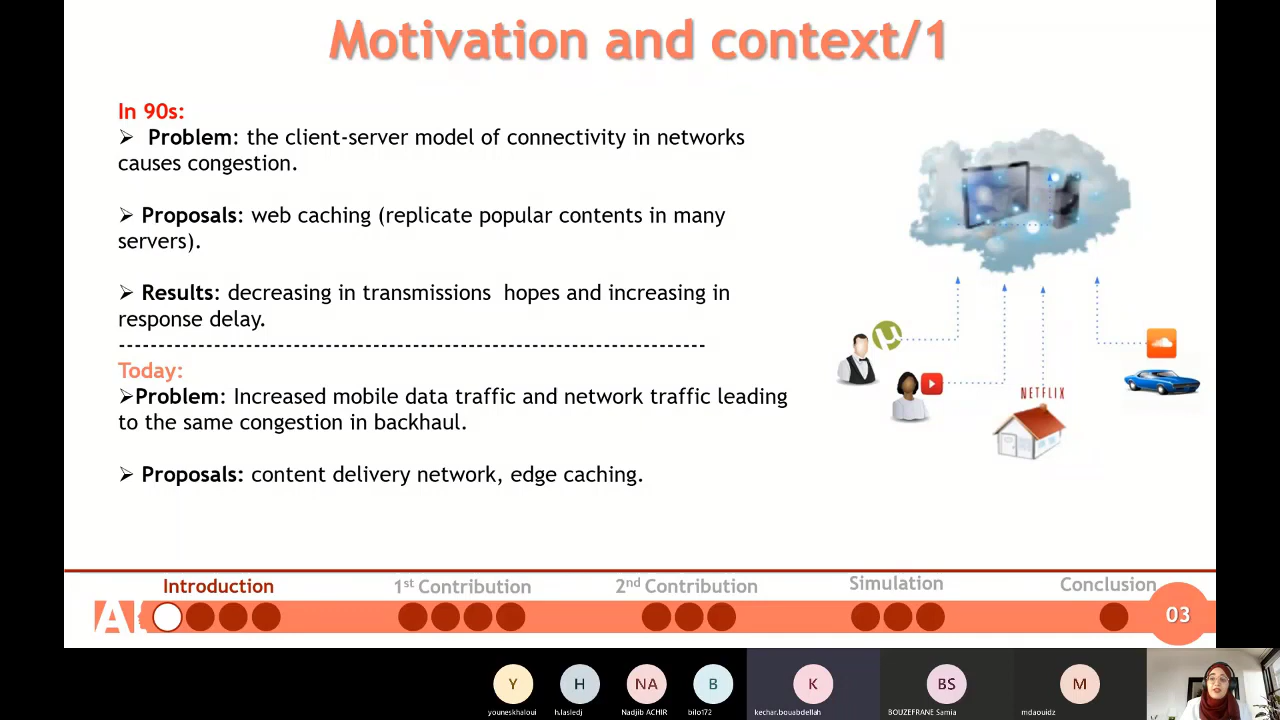 Motivation and context/1
In 90s:
➢ Problem: the client-server model of connectivity in networks
causes congestion.
➢ Proposals: web caching (replicate popular contents in many
servers).
➢ Results: decreasing in transmissions hopes and increasing in
response delay.
----------------------------------------------------------------------
Today:
➢Problem: Increased mobile data traffic and network traffic leading
to the same congestion in backhaul.
➢ Proposals: content delivery network, edge caching.
µ
NETFLIX
Introduction
1st Contribution
2nd Contribution
Simulation
Conclusion
03
Y
H
NA
B
K
BS
M
youneskhaloui
h.lasledj
Nadjib ACHIR
bilo172
kechar.bouabdellah
BOUZEFRANE Samia
mdaouidz